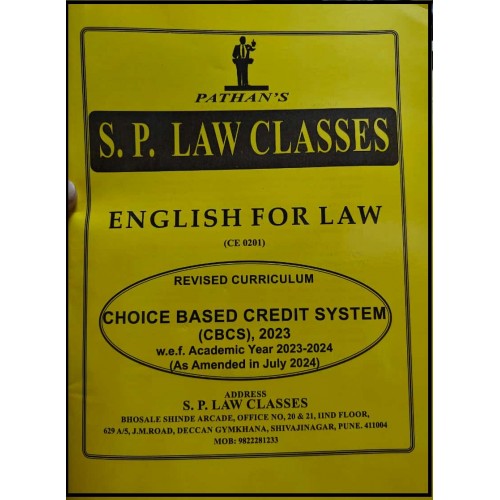 PATHAN'S
S. P. LAW CLASSES
ENGLISH FOR LAW
(CE 0201)
REVISED CURRICULUM
CHOICE BASED CREDIT SYSTEM
(CBCS), 2023
w.e.f. Academic Year 2023-2024
(As Amended in July 2024)
ADDRESS
S. P. LAW CLASSES
BHOSALE SHINDE ARCADE, OFFICE NO, 20 & 21, IIND FLOOR,
629 A/5, J.M.ROAD, DECCAN GYMKHANA, SHIVAJINAGAR, PUNE. 411004
MOB: 9822281233